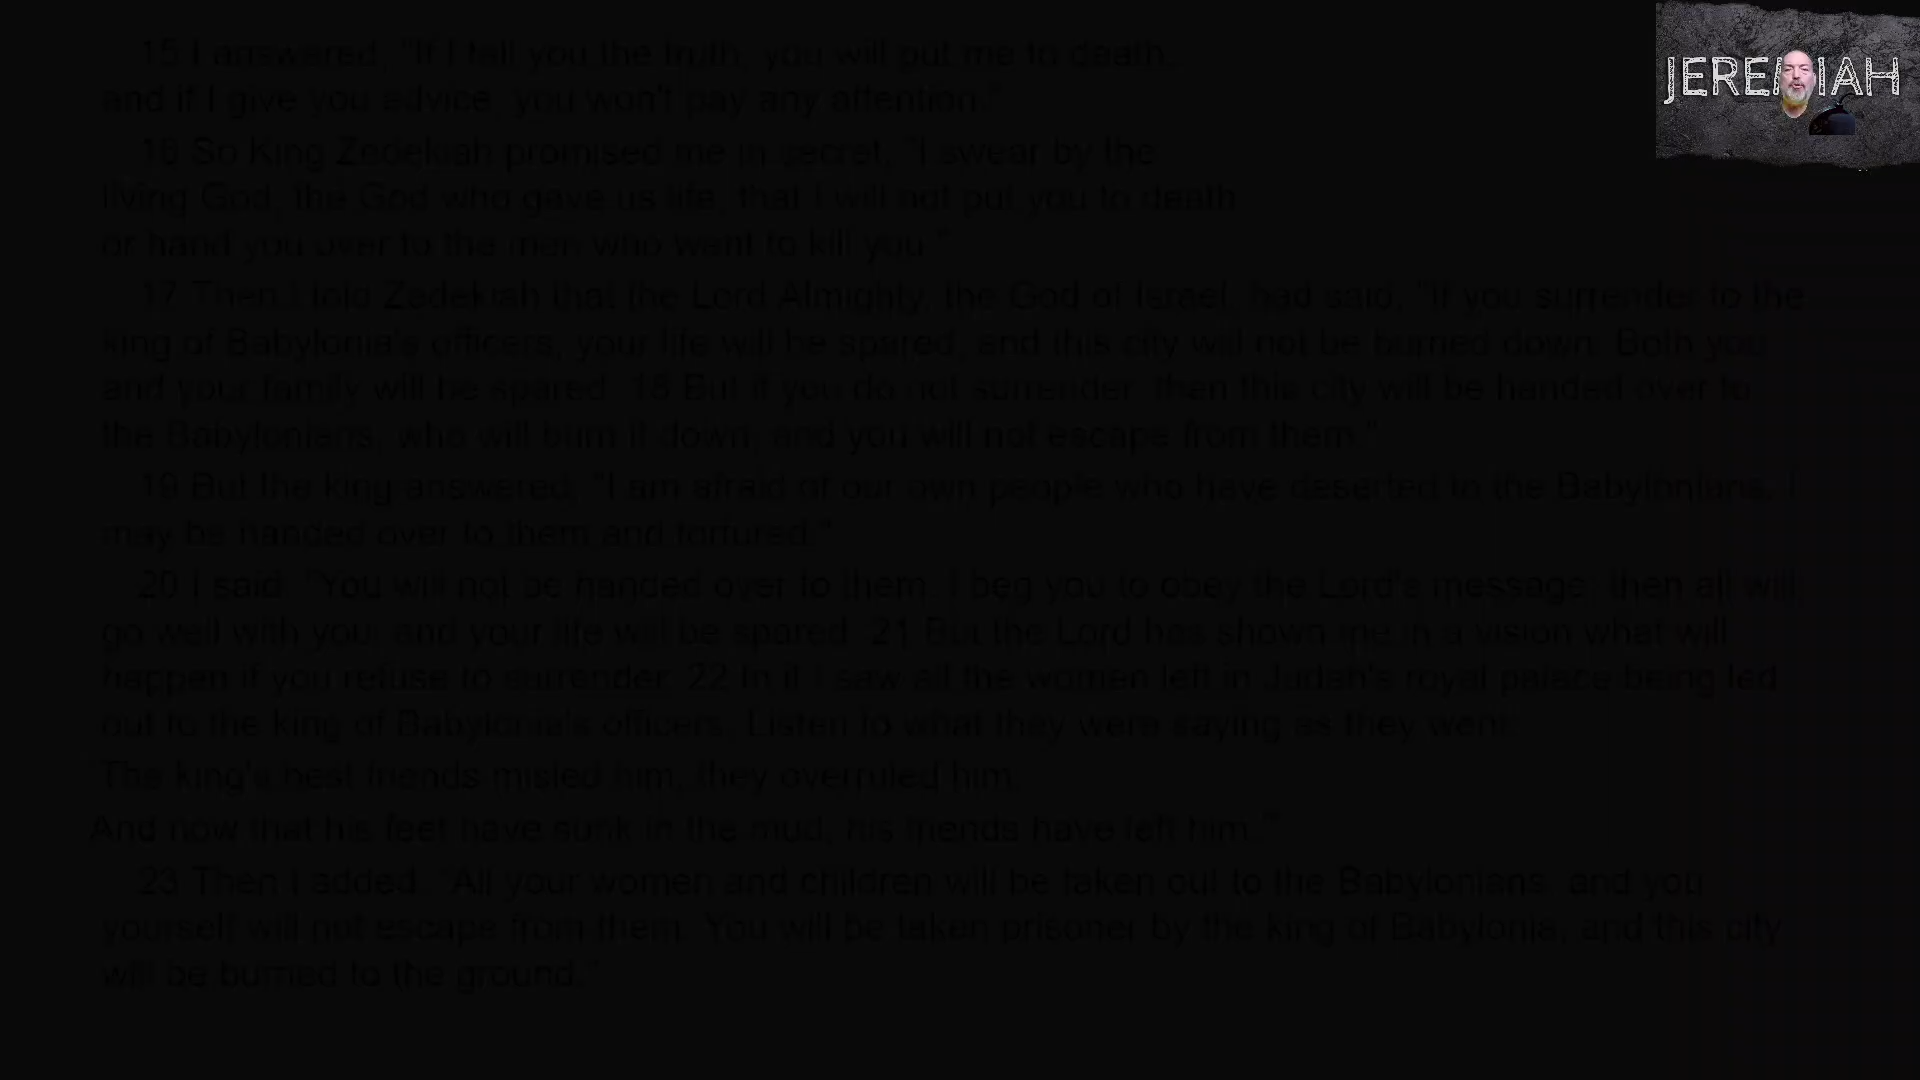 15 I answered, "If I tell you the truth, you will put me to death,
and if I give you advice, you won't pay any attention."
16 So King Zedekiah promised me in secret, "I swear by the
living God, the God who gave us life, that I will not put you to death
or hand you over to the men who want to kill you."
17 Then I told Zedekiah that the Lord Almighty, the God of Israel, had said, "If you surrender to the
king of Babylonia's officers, your life will be spared, and this city will not be burned down. Both you
and your family will be spared. 18 But if you do not surrender, then this city will be handed over to
the Babylonians, who will burn it down, and you will not escape from them."
19 But the king answered, "I am afraid of our own people who have deserted to the Babylonians. I
may be handed over to them and tortured."
20 I said, "You will not be handed over to them. I beg you to obey the Lord's message; then all will
go well with you, and your life will be spared. 21 But the Lord has shown me in a vision what will
happen if you refuse to surrender. 22 In it I saw all the women left in Judah's royal palace being led
out to the king of Babylonia's officers. Listen to what they were saying as they went:
'The king's best friends misled him, they overruled him.
And now that his feet have sunk in the mud, his friends have left him.'"
23 Then I added, "All your women and children will be taken out to the Babylonians, and you
yourself will not escape from them. You will be taken prisoner by the king of Babylonia, and this city
will be burned to the ground."
JEREMIAH